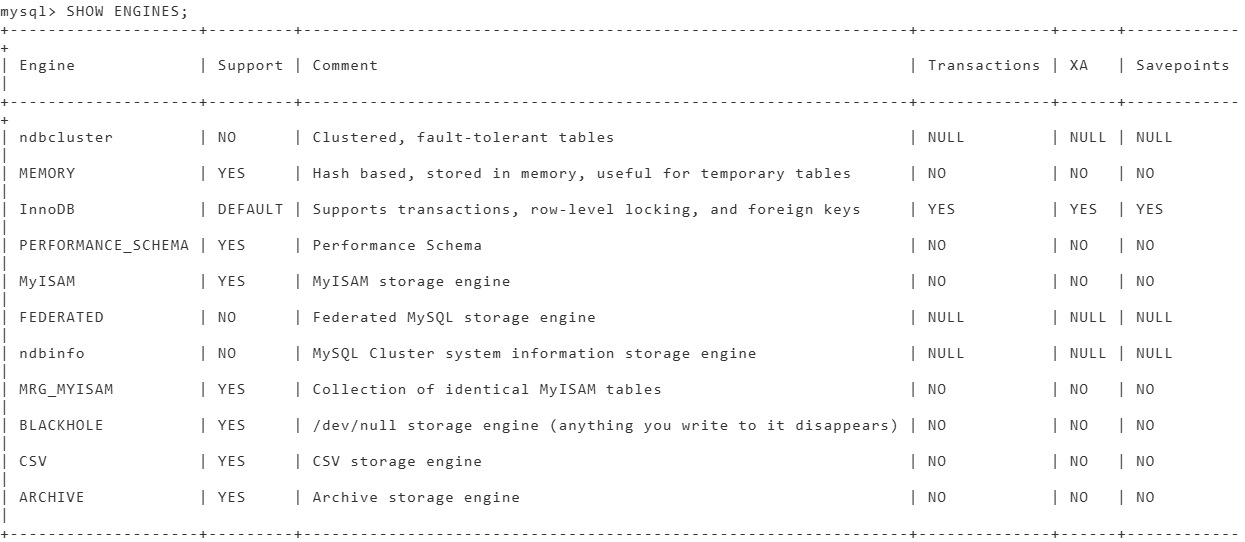 mysql> SHOW ENGINES;
+--------------------+---------+----------------------------------------------------------------+--------------+------+------------
+
| Engine             | Support | Comment                                                        | Transactions | XA   | Savepoints
|
+--------------------+---------+----------------------------------------------------------------+--------------+------+------------
+
| ndbcluster         | NO      | Clustered, fault-tolerant tables                               | NULL         | NULL | NULL
|
| MEMORY             | YES     | Hash based, stored in memory, useful for temporary tables      | NO           | NO   | NO
|
| InnoDB             | DEFAULT | Supports transactions, row-level locking, and foreign keys     | YES          | YES  | YES
|
| PERFORMANCE_SCHEMA | YES     | Performance Schema                                             | NO           | NO   | NO
|
| MyISAM             | YES     | MyISAM storage engine                                          | NO           | NO   | NO
|
| FEDERATED          | NO      | Federated MySQL storage engine                                 | NULL         | NULL | NULL
|
| ndbinfo            | NO      | MySQL Cluster system information storage engine                | NULL         | NULL | NULL
|
| MRG_MYISAM         | YES     | Collection of identical MyISAM tables                          | NO           | NO   | NO
|
| BLACKHOLE          | YES     | /dev/null storage engine (anything you write to it disappears) | NO           | NO   | NO
|
| CSV                | YES     | CSV storage engine                                             | NO           | NO   | NO
|
| ARCHIVE            | YES     | Archive storage engine                                         | NO           | NO   | NO
|
+--------------------+---------+----------------------------------------------------------------+--------------+------+------------